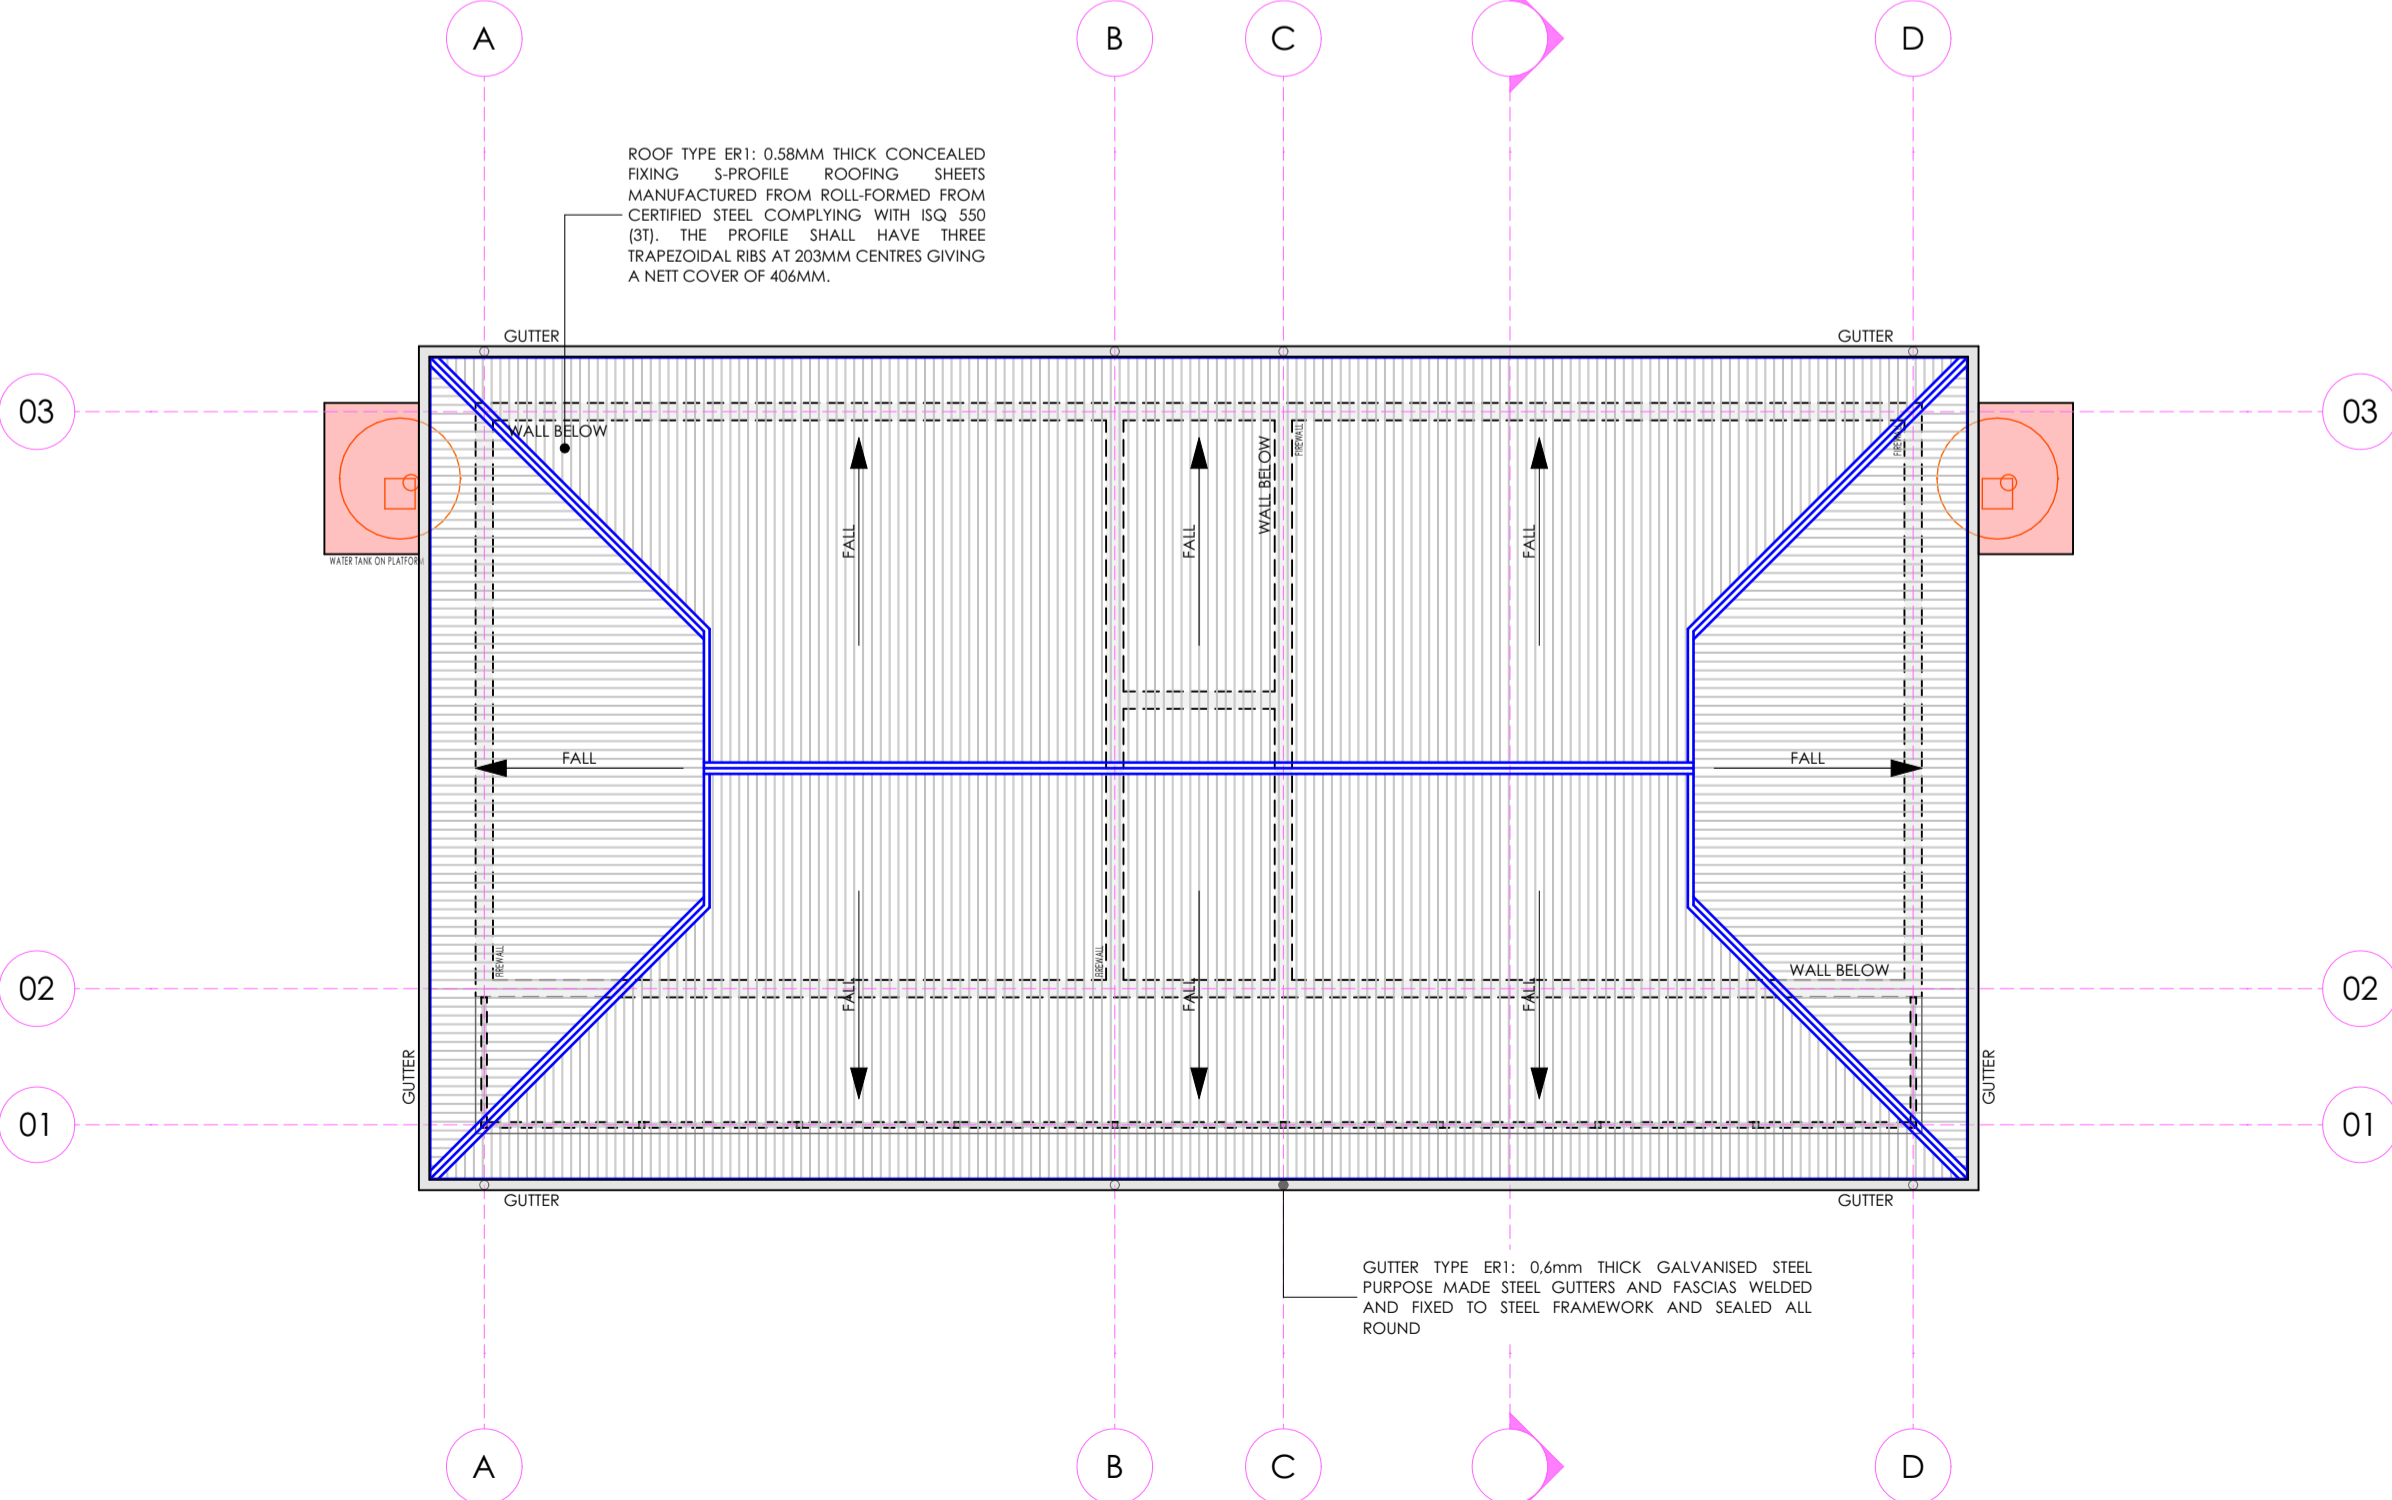 A
B
C
D
ROOF TYPE ER1: 0.58MM THICK CONCEALED
FIXING S-PROFILE ROOFING SHEETS
MANUFACTURED FROM ROLL-FORMED FROM
CERTIFIED STEEL COMPLYING WITH ISQ 550
(3T). THE PROFILE SHALL HAVE THREE
TRAPEZOIDAL RIBS AT 203MM CENTRES GIVING
A NETT COVER OF 406MM.
GUTTER
GUTTER
03
03
WALL BELOW
WALL BELOW
FIREWALL
FIREWALL
FALL
FALL
FALL
WATER TANK ON PLATFORM
FALL
FALL
FIREWALL
FIREWALL
WALL BELOW
02
02
FALL
FALL
FALL
GUTTER
GUTTER
01
01
GUTTER
GUTTER
GUTTER TYPE ER1: 0,6mm THICK GALVANISED STEEL
PURPOSE MADE STEEL GUTTERS AND FASCIAS WELDED
AND FIXED TO STEEL FRAMEWORK AND SEALED ALL
ROUND
A
B
C
D